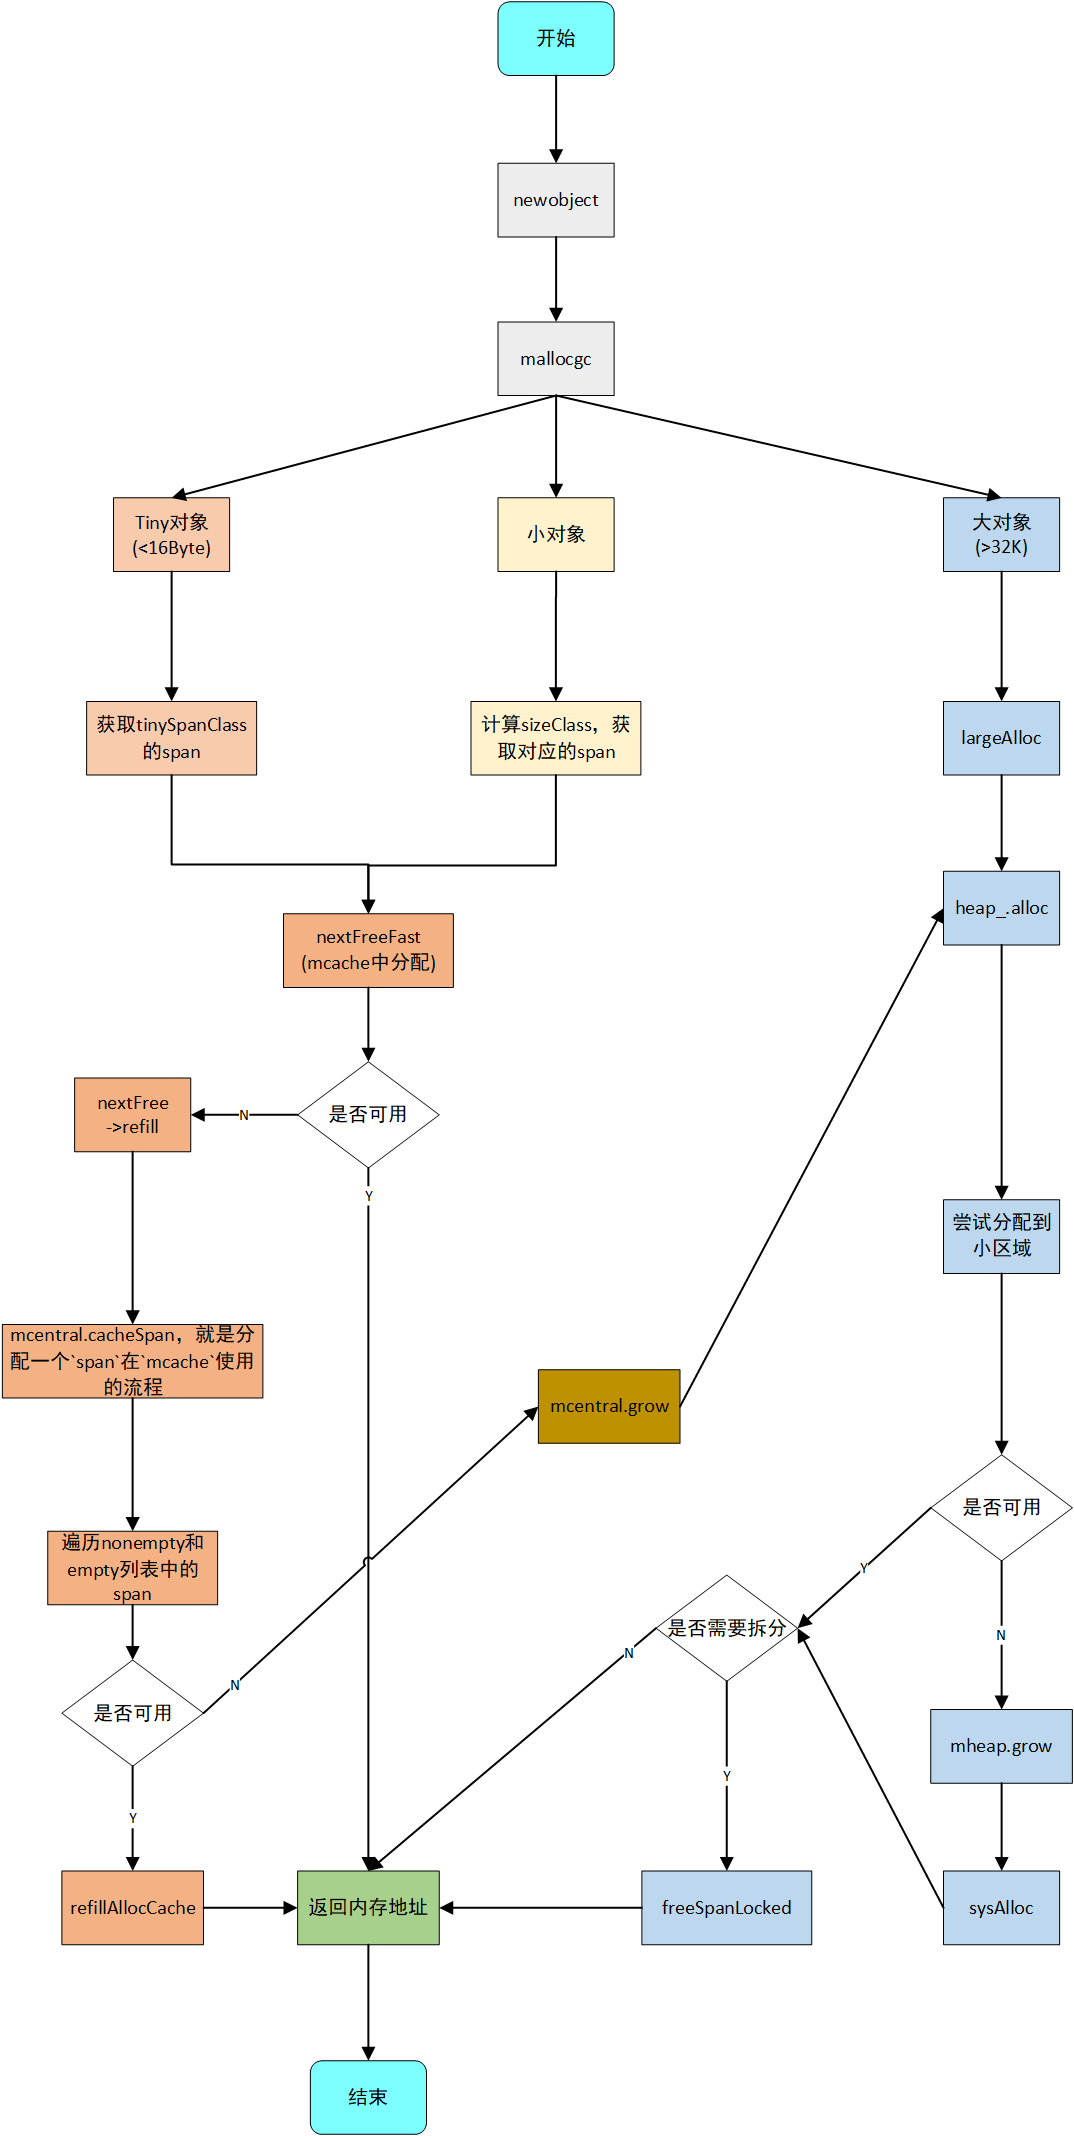 开始
newobject
mallocgc
Tiny对象
(<16Byte)
小对象
大对象
(>32K)
获取tinySpanClass
的span
计算sizeClass，获
取对应的span
largeAlloc
heap_.alloc
nextFreeFast
(mcache中分配)
nextFree
->refill
N
是否可用
Y
尝试分配到
小区域
mcentral.cacheSpan，就是分
配一个`span`在`mcache`使用
的流程
mcentral.grow
是否可用
遍历nonempty和
empty列表中的
span
Y
是否需要拆分
N
N
N
是否可用
mheap.grow
Y
Y
refillAllocCache
返回内存地址
freeSpanLocked
sysAlloc
结束